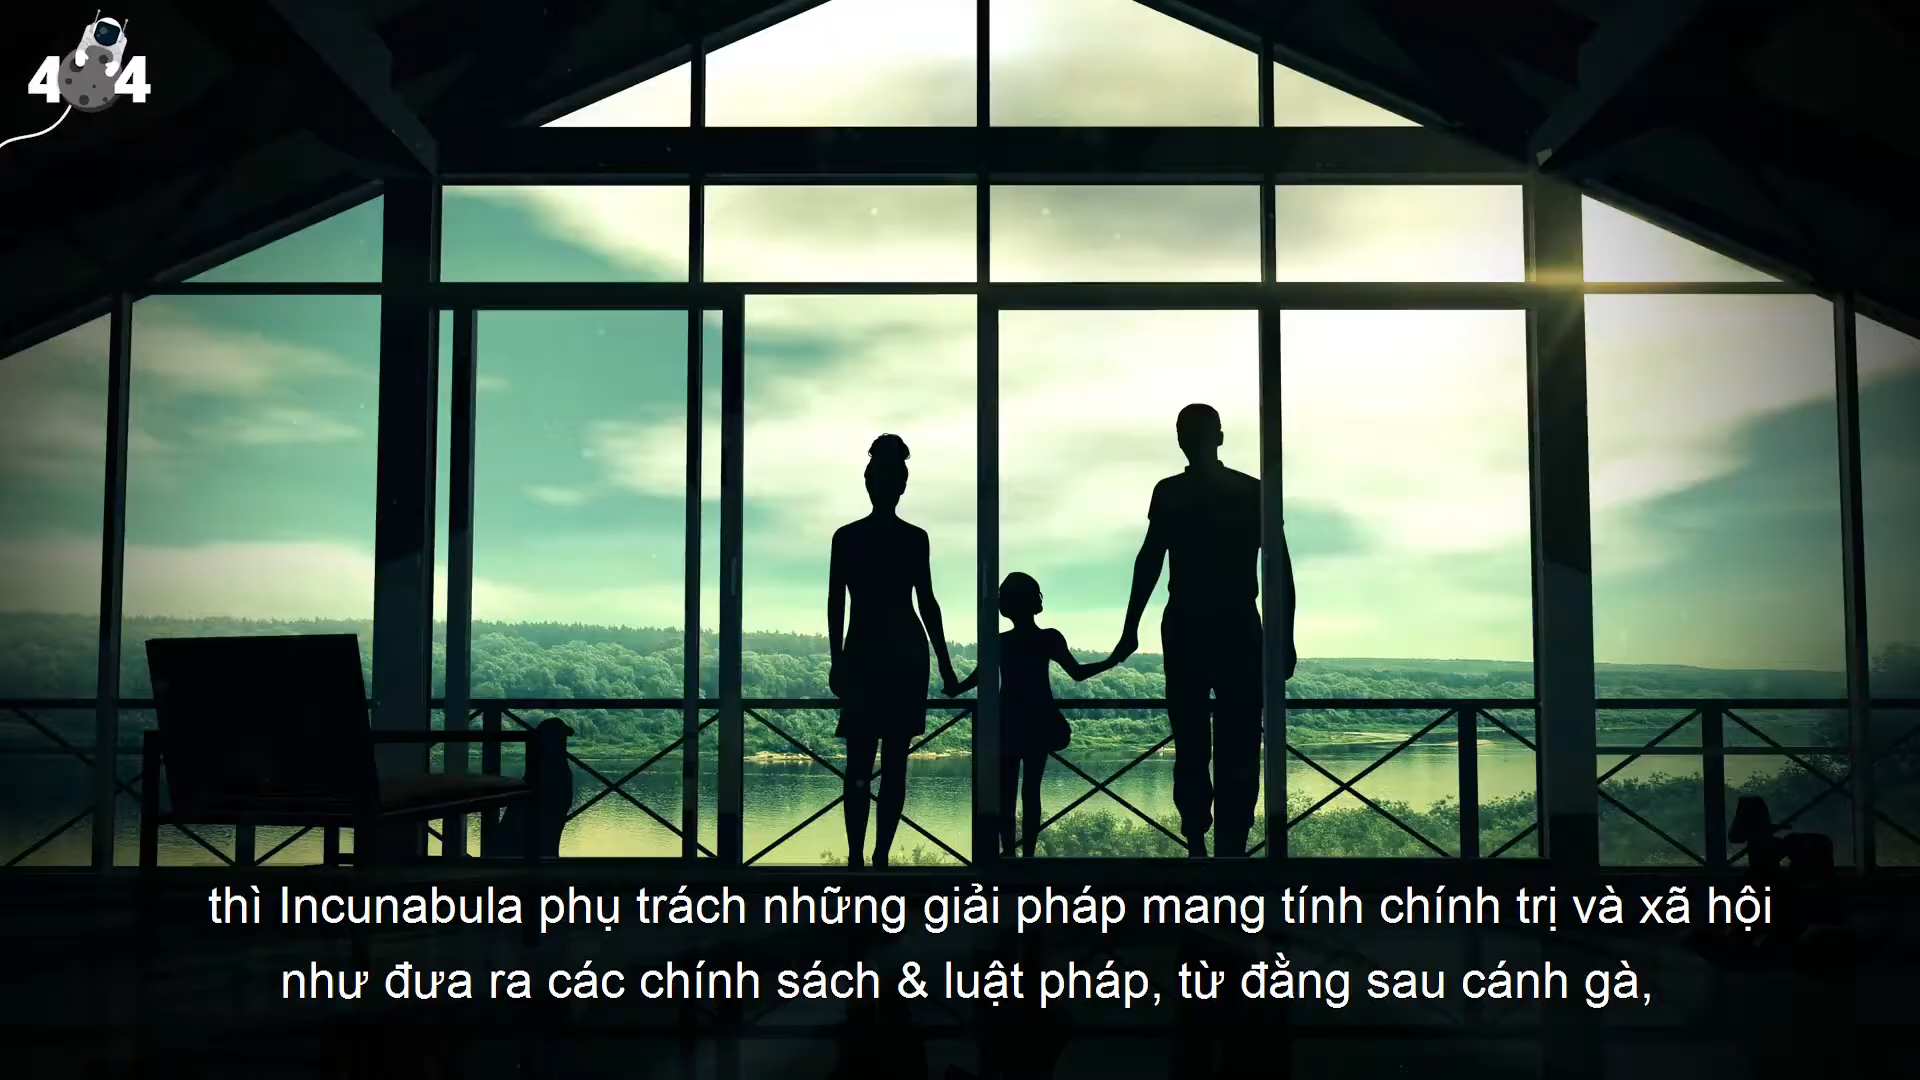 404
thì Incunabula phụ trách những giải pháp mang tính chính trị và xã hội
như đưa ra các chính sách & luật pháp, từ đằng sau cánh gà,